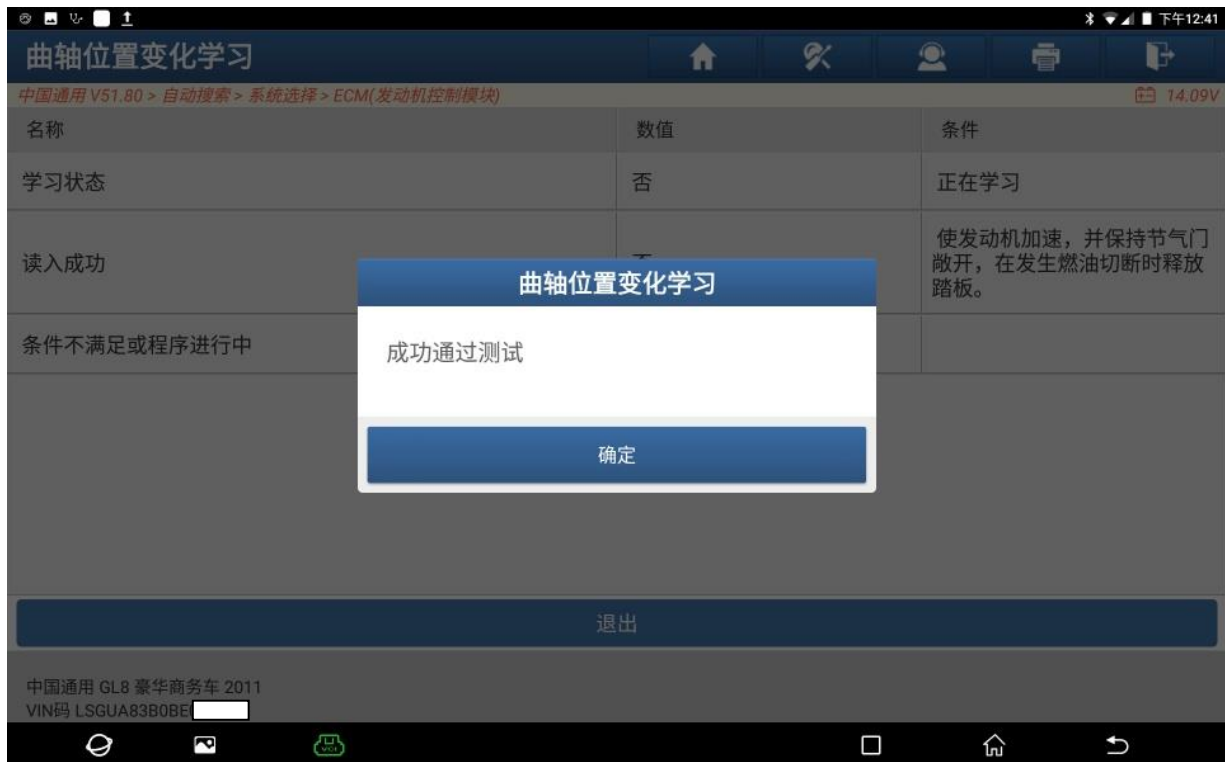 下午12:41
曲轴位置变化学习
中国通用 V51.80 > 自动搜索 > 系统选择 > ECM(发动机控制模块)
14.09V
名称 数值 条件
学习状态 否 正在学习
读入成功
使发动机加速，并保持节气门
敞开，在发生燃油切断时释放
踏板。
条件不满足或程序进行中
曲轴位置变化学习
成功通过测试
确定
退出
中国通用 GL8 豪华商务车 2011
VIN码 LSGUA83B0BE
VCI